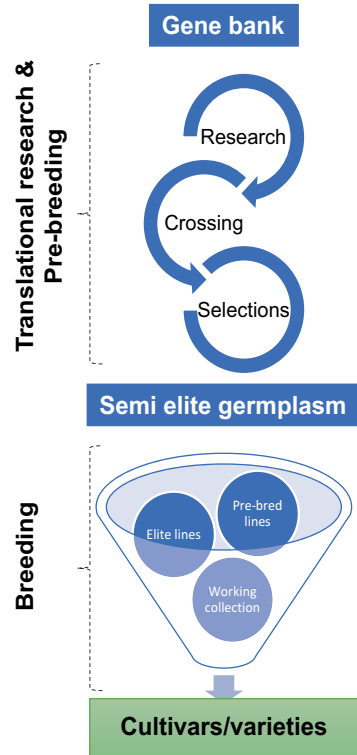 Gene bank
Translational research &
Pre-breeding
Research
Crossing
Selections
Semi elite germplasm
Breeding
Pre-bred
lines
Elite lines
Working
collection
Cultivars/varieties